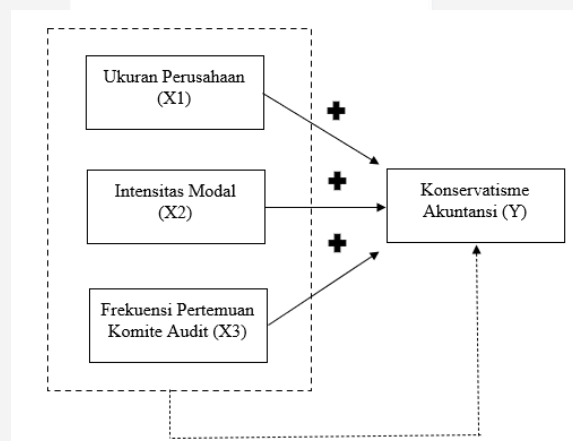 Ukuran Perusahaan
(X1)
Intensitas Modal
(X2)
Frekuensi Pertemuan
Komite Audit (X3)
Konservatisme
Akuntansi (Y)